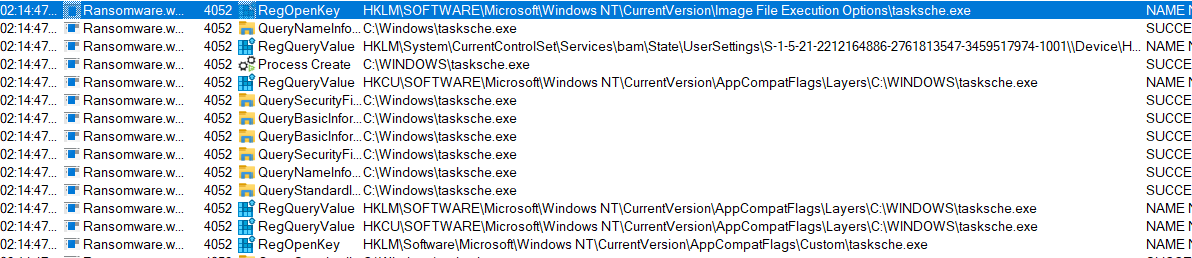 02:14:47... Ransomware.w... 4052 RegOpenKey HKLM\SOFTWARE\Microsoft\Windows NT\CurrentVersion\Image File Execution Options\tasksche.exe NAME N
02:14:47... Ransomware.w... 4052 QueryNameInfo... C:\Windows\tasksche.exe SUCCE
02:14:47... Ransomware.w... 4052 RegQueryValue HKLM\System\CurrentControlSet\Services\bam\State\UserSettings\S-1-5-21-2212164886-2761813547-3459517974-1001\\Device\H... NAME N
02:14:47... Ransomware.w... 4052 Process Create C:\WINDOWS\tasksche.exe SUCCE
02:14:47... Ransomware.w... 4052 RegQueryValue HKCU\SOFTWARE\Microsoft\Windows NT\CurrentVersion\AppCompatFlags\Layers\C:\WINDOWS\tasksche.exe NAME N
02:14:47... Ransomware.w... 4052 QuerySecurityFi... C:\Windows\tasksche.exe SUCCE
02:14:47... Ransomware.w... 4052 QueryBasicInfor... C:\Windows\tasksche.exe SUCCE
02:14:47... Ransomware.w... 4052 QueryBasicInfor... C:\Windows\tasksche.exe SUCCE
02:14:47... Ransomware.w... 4052 QuerySecurityFi... C:\Windows\tasksche.exe SUCCE
02:14:47... Ransomware.w... 4052 QueryNameInfo... C:\Windows\tasksche.exe SUCCE
02:14:47... Ransomware.w... 4052 QueryStandardI... C:\Windows\tasksche.exe SUCCE
02:14:47... Ransomware.w... 4052 RegQueryValue HKLM\SOFTWARE\Microsoft\Windows NT\CurrentVersion\AppCompatFlags\Layers\C:\WINDOWS\tasksche.exe NAME N
02:14:47... Ransomware.w... 4052 RegQueryValue HKCU\SOFTWARE\Microsoft\Windows NT\CurrentVersion\AppCompatFlags\Layers\C:\WINDOWS\tasksche.exe NAME N
02:14:47... Ransomware.w... 4052 RegOpenKey HKLM\Software\Microsoft\Windows NT\CurrentVersion\AppCompatFlags\Custom\tasksche.exe NAME N